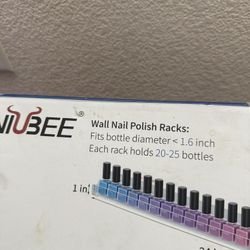 NIUBEE®
Wall Nail Polish Racks:
Fits bottle diameter < 1.6 inch
Each rack holds 20-25 bottles
1 in